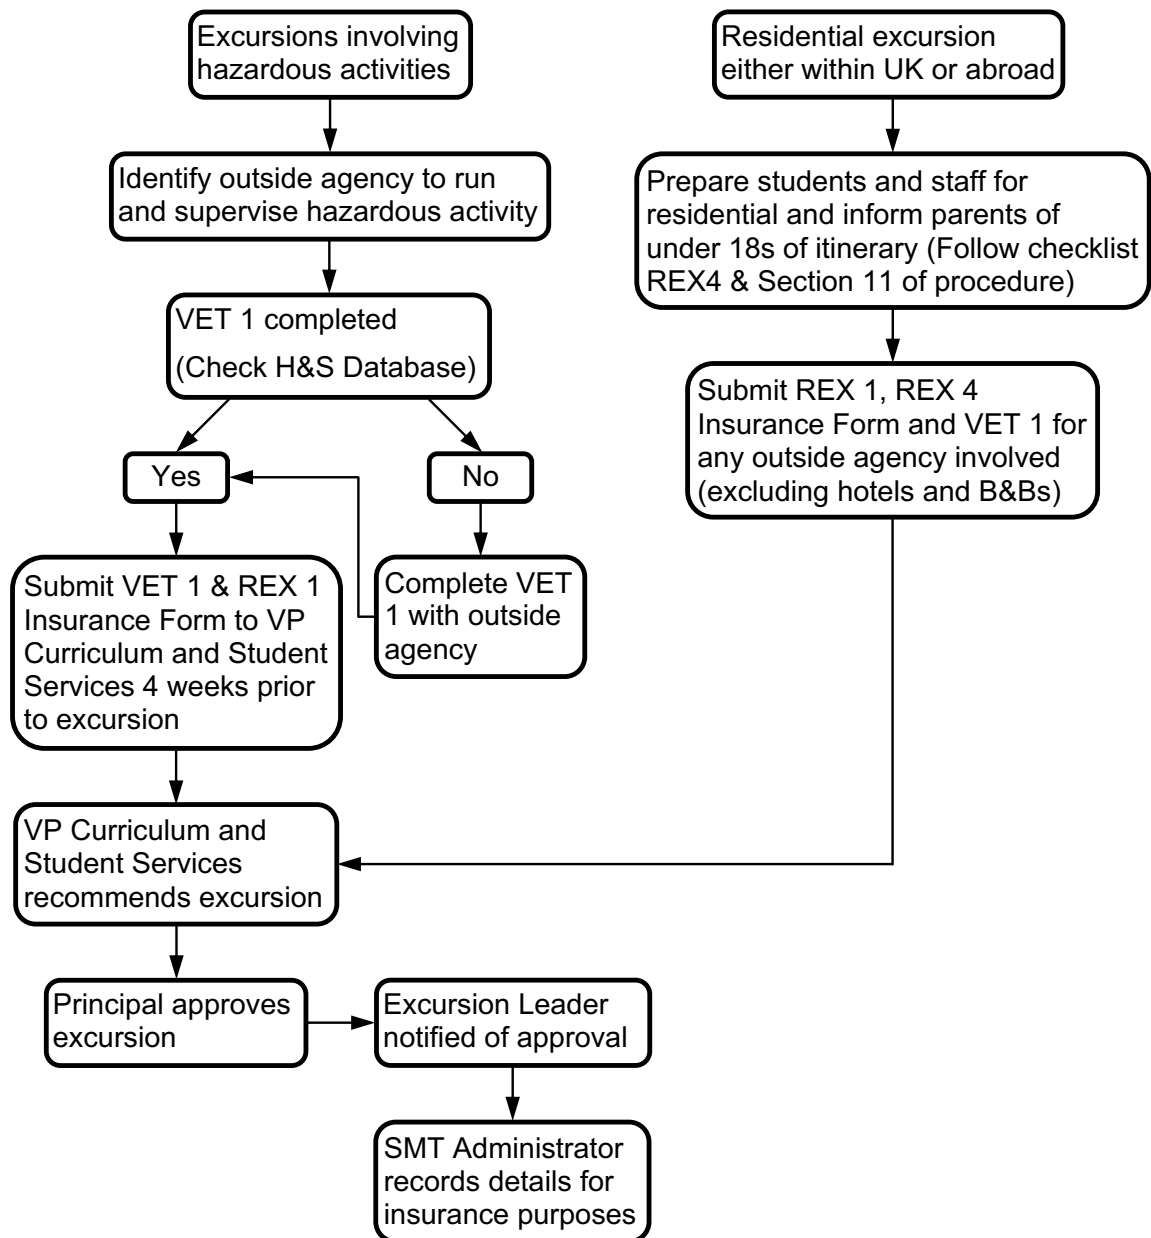 Excursions involving
hazardous activities
Residential excursion
either within UK or abroad
Identify outside agency to run
and supervise hazardous activity
Prepare students and staff for
residential and inform parents of
under 18s of itinerary (Follow checklist
REX4 & Section 11 of procedure)
VET 1 completed
(Check H&S Database)
Submit REX 1, REX 4
Insurance Form and VET 1 for
any outside agency involved
(excluding hotels and B&Bs)
Yes
No
Submit VET 1 & REX 1
Insurance Form to VP
Curriculum and Student
Services 4 weeks prior
to excursion
Complete VET
1 with outside
agency
VP Curriculum and
Student Services
recommends excursion
Principal approves
excursion
Excursion Leader
notified of approval
SMT Administrator
records details for
insurance purposes